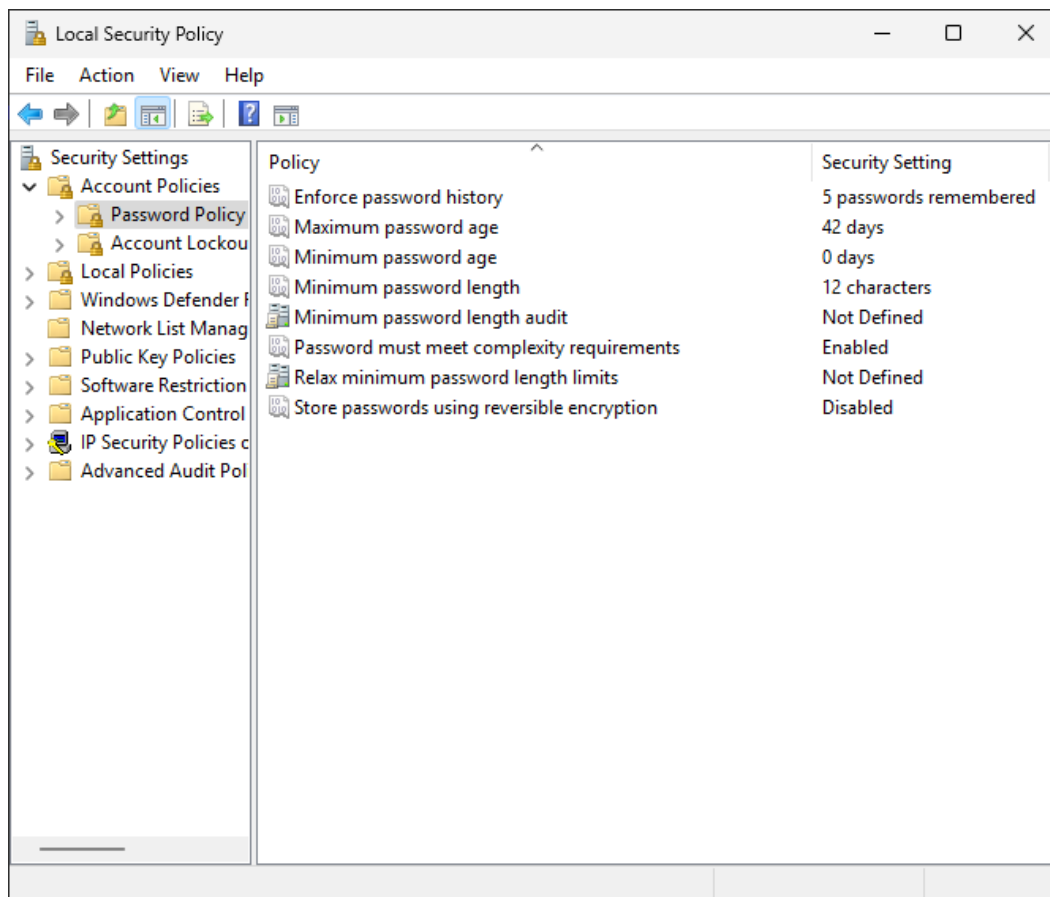 Local Security Policy
File Action View Help
Security Settings
Account Policies
Password Policy
Account Lockou
Local Policies
Windows Defender F
Network List Manag
Public Key Policies
Software Restriction
Application Control
IP Security Policies c
Advanced Audit Pol
Policy Security Setting
Enforce password history 5 passwords remembered
Maximum password age 42 days
Minimum password age 0 days
Minimum password length 12 characters
Minimum password length audit Not Defined
Password must meet complexity requirements Enabled
Relax minimum password length limits Not Defined
Store passwords using reversible encryption Disabled